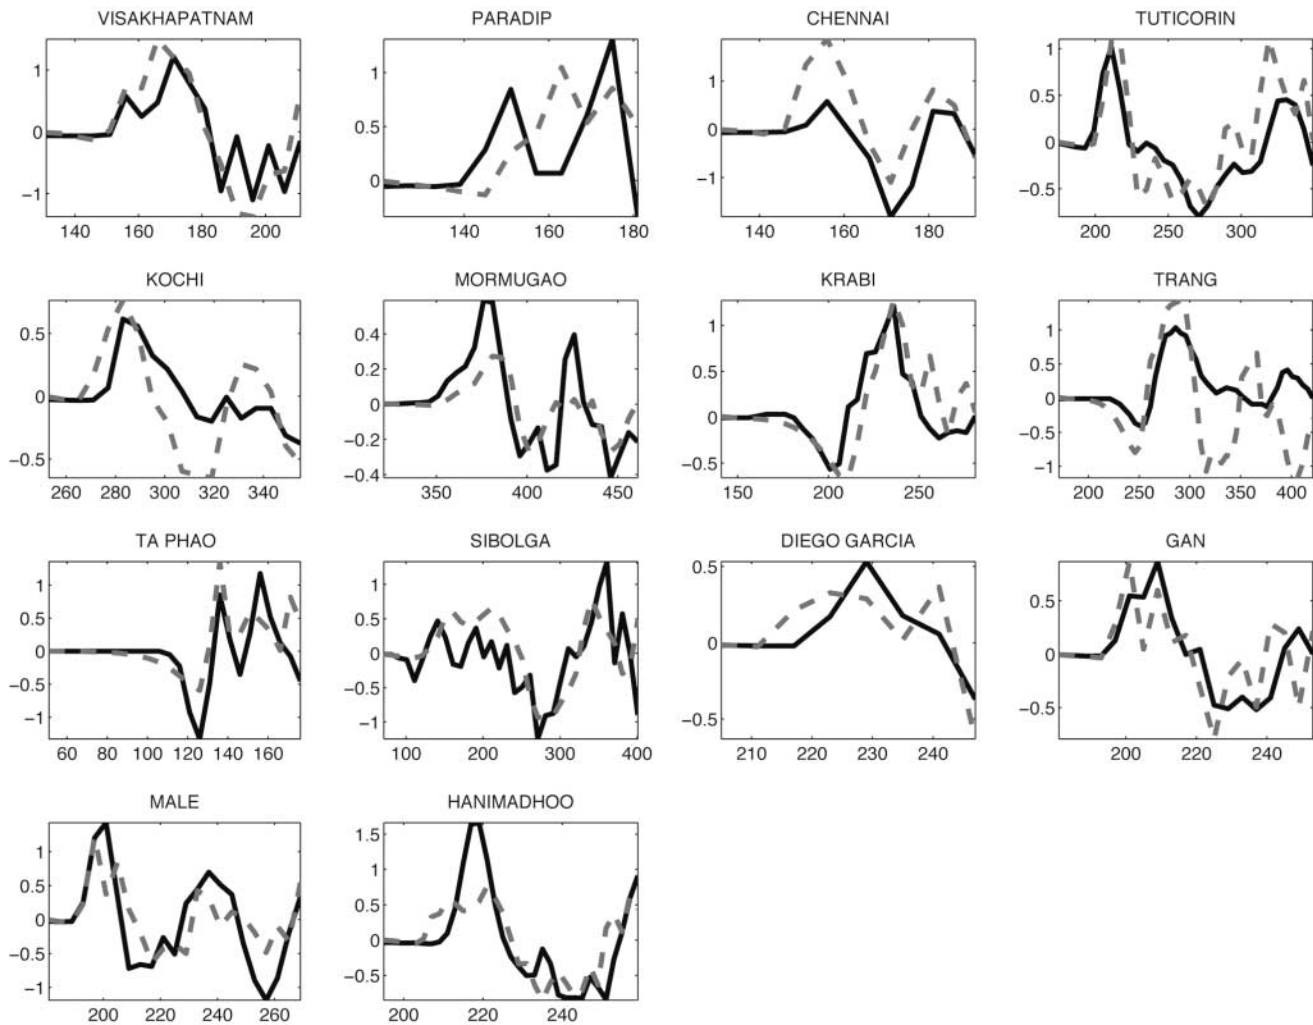 VISAKHAPATNAM
1
0
−1
140 160 180 200
PARADIP
1
0.5
0
140 160 180
CHENNAI
1
0
−1
140 160 180
TUTICORIN
1
0.5
0
−0.5
200 250 300
KOCHI
0.5
0
−0.5
260 280 300 320 340
MORMUGAO
0.4
0.2
0
−0.2
−0.4
350 400 450
KRABI
1
0.5
0
−0.5
150 200 250
TRANG
1
0.5
0
−0.5
−1
200 250 300 350 400
TA PHAO
1
0.5
0
−0.5
−1
60 80 100 120 140 160
SIBOLGA
1
0.5
0
−0.5
−1
100 200 300 400
DIEGO GARCIA
0.5
0
−0.5
210 220 230 240
GAN
0.5
0
−0.5
200 220 240
MALE
1
0.5
0
−0.5
−1
200 220 240 260
HANIMADHOO
1.5
1
0.5
0
−0.5
200 220 240